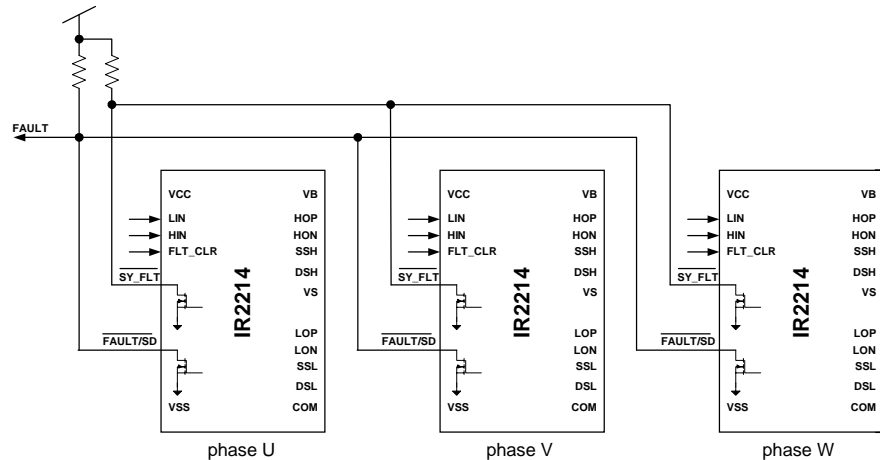 FAULT
VCC VB
LIN HOP
HIN HON
FLT_CLR SSH
SY_FLT DSH
VS
IR2214
LOP
FAULT/SD LON
SSL
DSL
VSS COM
phase U
VCC VB
LIN HOP
HIN HON
FLT_CLR SSH
SY_FLT DSH
VS
IR2214
LOP
FAULT/SD LON
SSL
DSL
VSS COM
phase V
VCC VB
LIN HOP
HIN HON
FLT_CLR SSH
SY_FLT DSH
VS
IR2214
LOP
FAULT/SD LON
SSL
DSL
VSS COM
phase W